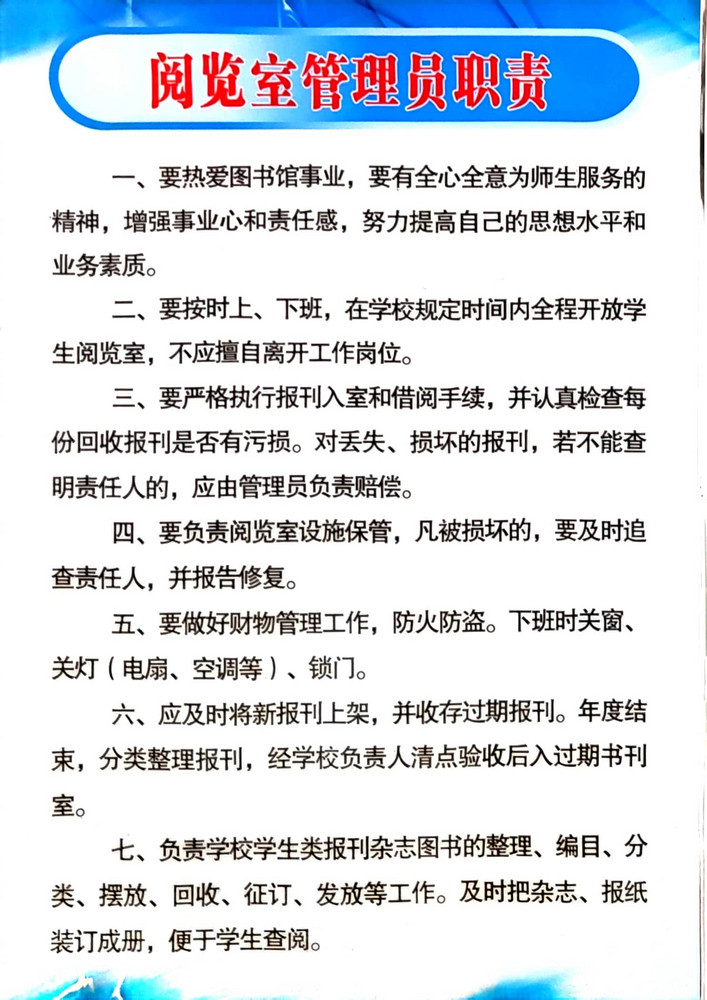 阅览室管理员职责
一、要热爱图书馆事业，要有全心全意为师生服务的
精神，增强事业心和责任感，努力提高自己的思想水平和
业务素质。
二、要按时上、下班，在学校规定时间内全程开放学
生阅览室，不应擅自离开工作岗位。
三、要严格执行报刊入室和借阅手续，并认真检查每
份回收报刊是否有污损。对丢失、损坏的报刊，若不能查
明责任人的，应由管理员负责赔偿。
四、要负责阅览室设施保管，凡被损坏的，要及时追
查责任人，并报告修复。
五、要做好财物管理工作，防火防盗。下班时关窗、
关灯（电扇、空调等）、锁门。
六、应及时将新报刊上架，并收存过期报刊。年度结
束，分类整理报刊，经学校负责人清点验收后入过期书刊
室。
七、负责学校学生类报刊杂志图书的整理、编目、分
类、摆放、回收、征订、发放等工作。及时把杂志、报纸
装订成册，便于学生查阅。